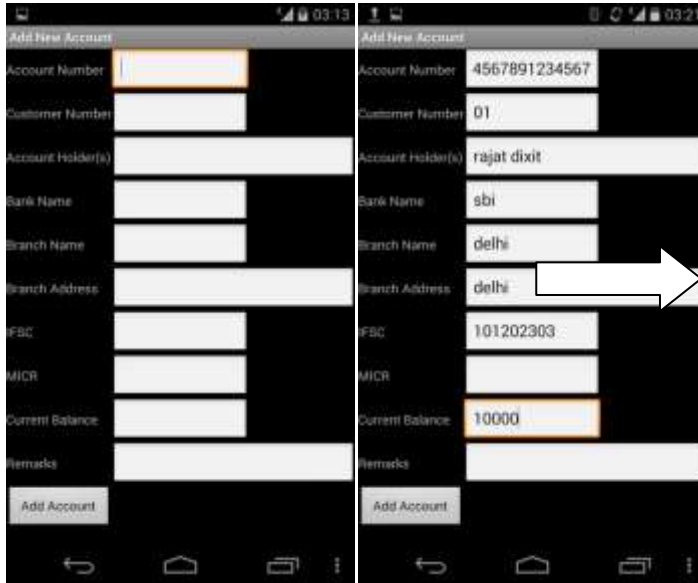 03:13
Add New Account
Account Number
Customer Number
Account Holder(s)
Bank Name
Branch Name
Branch Address
IFSC
MICR
Current Balance
Remarks
Add Account
03:21
Add New Account
Account Number 4567891234567
Customer Number 01
Account Holder(s) rajat dixit
Bank Name sbi
Branch Name delhi
Branch Address delhi
IFSC 101202303
MICR
Current Balance 10000
Remarks
Add Account